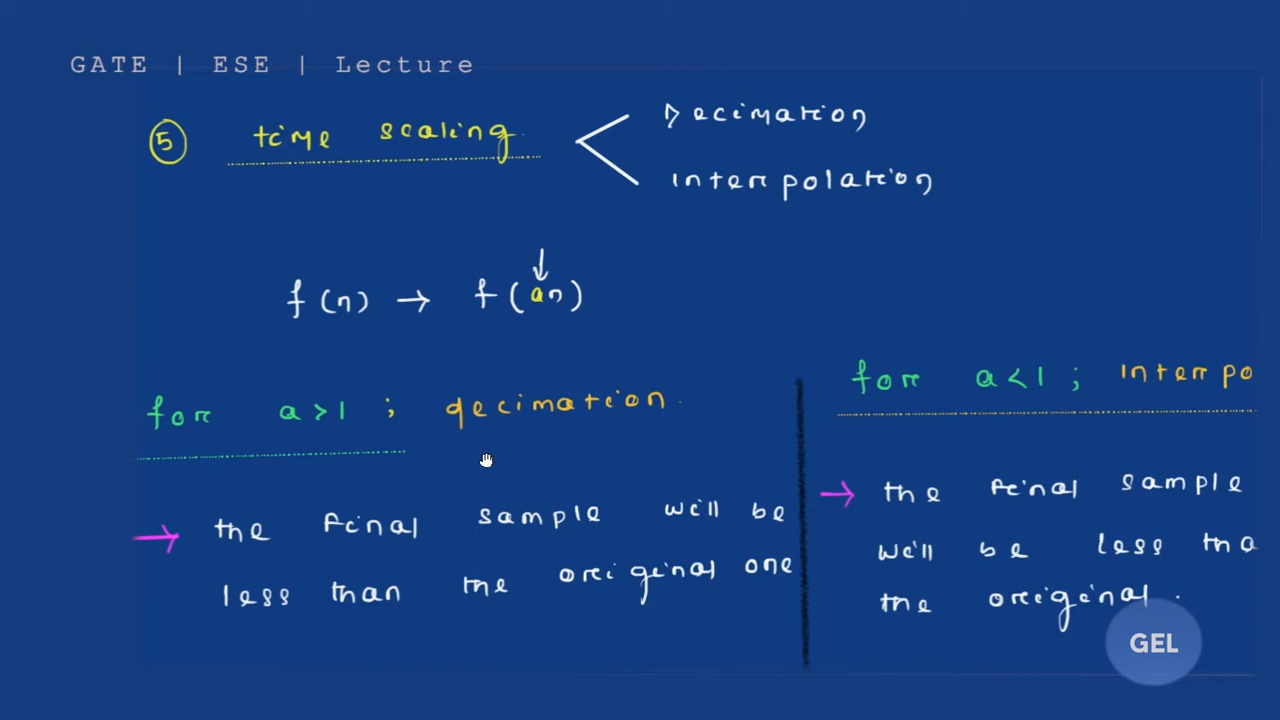 GATE | ESE | Lecture
5 time scaling
Decimation
Interpolation
f(n) → f(an)
for a>1 ; decimation.
→ the final sample will be
less than the original one
for a<1 ; interpo
→ the final sample
will be less tha
the original.
GEL